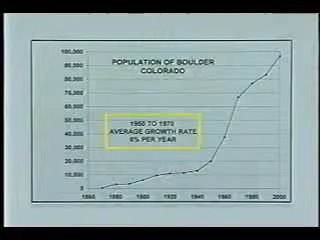 100,000
POPULATION OF BOULDER
COLORADO
90,000
80,000
70,000
60,000
50,000
1950 TO 1970
AVERAGE GROWTH RATE
6% PER YEAR
40,000
30,000
20,000
10,000
0
1860 1880 1900 1920 1940 1960 1980 2000